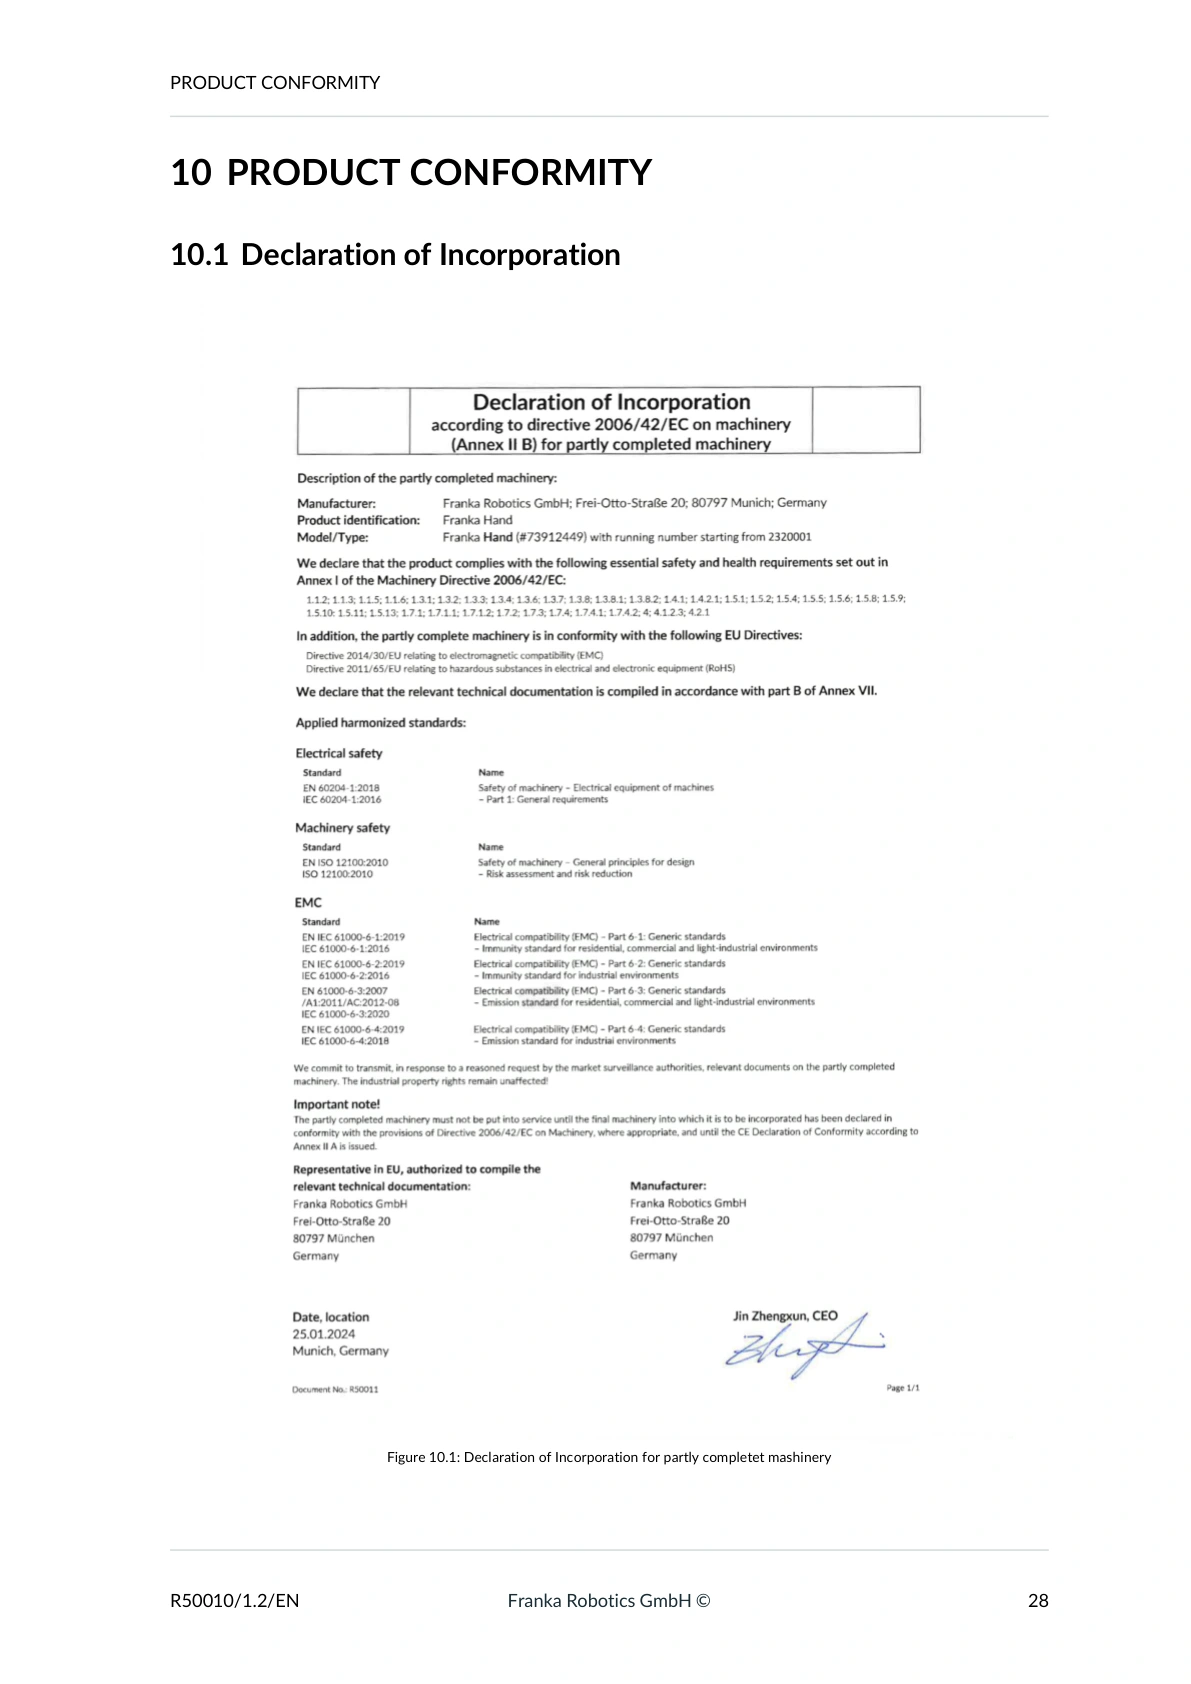 PRODUCT CONFORMITY
10 PRODUCT CONFORMITY
10.1 Declaration of Incorporation
Declaration of Incorporation
according to directive 2006/42/EC on machinery
(Annex II B) for partly completed machinery
Description of the partly completed machinery:
Manufacturer: Franka Robotics GmbH; Frei-Otto-Straße 20; 80797 Munich; Germany
Product identification: Franka Hand
Model/Type: Franka Hand (#73912449) with running number starting from 2320001
We declare that the product complies with the following essential safety and health requirements set out in
Annex I of the Machinery Directive 2006/42/EC:
1.1.2; 1.1.3; 1.1.5; 1.1.6; 1.3.1; 1.3.2; 1.3.3; 1.3.4; 1.3.6; 1.3.7; 1.3.8; 1.3.8.1; 1.3.8.2; 1.4.1; 1.4.2.1; 1.5.1; 1.5.2; 1.5.4; 1.5.5; 1.5.6; 1.5.8; 1.5.9;
1.5.10; 1.5.11; 1.5.13; 1.7.1; 1.7.1.1; 1.7.1.2; 1.7.2; 1.7.3; 1.7.4; 1.7.4.1; 1.7.4.2; 4; 4.1.2.3; 4.2.1
In addition, the partly complete machinery is in conformity with the following EU Directives:
Directive 2014/30/EU relating to electromagnetic compatibility (EMC)
Directive 2011/65/EU relating to hazardous substances in electrical and electronic equipment (RoHS)
We declare that the relevant technical documentation is compiled in accordance with part B of Annex VII.
Applied harmonized standards:
Electrical safety
Standard Name
EN 60204-1:2018 Safety of machinery – Electrical equipment of machines
IEC 60204-1:2016 – Part 1: General requirements
Machinery safety
Standard Name
EN ISO 12100:2010 Safety of machinery – General principles for design
ISO 12100:2010 – Risk assessment and risk reduction
EMC
Standard Name
EN IEC 61000-6-1:2019 Electrical compatibility (EMC) – Part 6-1: Generic standards
IEC 61000-6-1:2016 – Immunity standard for residential, commercial and light-industrial environments
EN IEC 61000-6-2:2019 Electrical compatibility (EMC) – Part 6-2: Generic standards
IEC 61000-6-2:2016 – Immunity standard for industrial environments
EN 61000-6-3:2007 Electrical compatibility (EMC) – Part 6-3: Generic standards
/A1:2011/AC:2012-08 – Emission standard for residential, commercial and light-industrial environments
IEC 61000-6-3:2020
EN IEC 61000-6-4:2019 Electrical compatibility (EMC) – Part 6-4: Generic standards
IEC 61000-6-4:2018 – Emission standard for industrial environments
We commit to transmit, in response to a reasoned request by the market surveillance authorities, relevant documents on the partly completed
machinery. The industrial property rights remain unaffected!
Important note!
The partly completed machinery must not be put into service until the final machinery into which it is to be incorporated has been declared in
conformity with the provisions of Directive 2006/42/EC on Machinery, where appropriate, and until the CE Declaration of Conformity according to
Annex II A is issued.
Representative in EU, authorized to compile the
relevant technical documentation: Manufacturer:
Franka Robotics GmbH Franka Robotics GmbH
Frei-Otto-Straße 20 Frei-Otto-Straße 20
80797 München 80797 München
Germany Germany
Date, location Jin Zhengxun, CEO
25.01.2024
Munich, Germany
Document No.: R50011 Page 1/1
Figure 10.1: Declaration of Incorporation for partly completet mashinery
R50010/1.2/EN Franka Robotics GmbH © 28